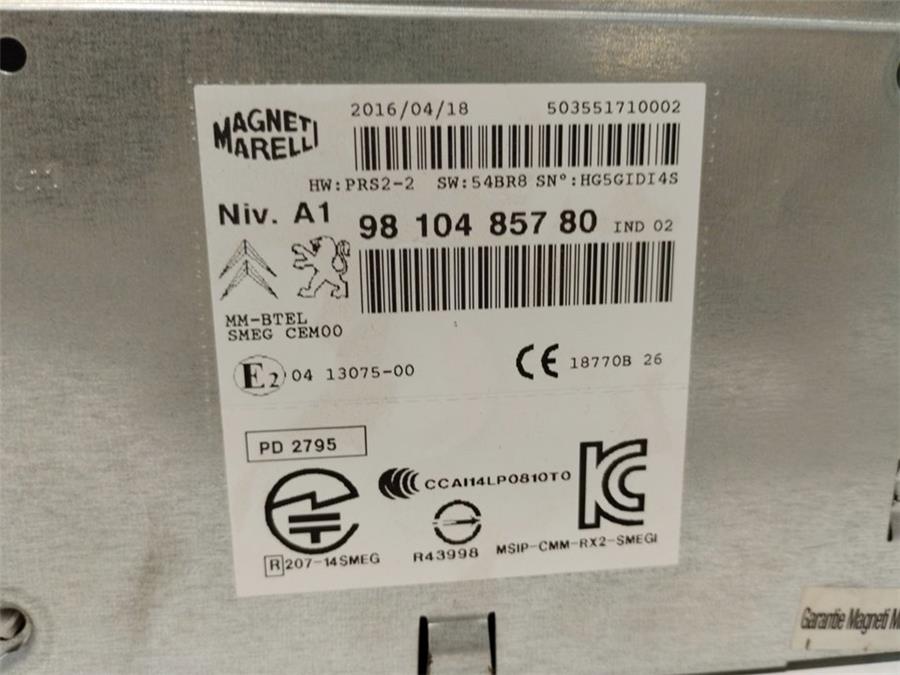 MAGNETI MARELLI
2016/04/18 503551710002
HW:PRS2-2 SW:54BR8 SN°:HG5GIDI4S
Niv. A1 98 104 857 80 IND 02
MM-BTEL
SMEG CEM00
E2 04 13075-00 CE 18770B 26
PD 2795
CCAI14LP0810T0
R 207-14SMEG
R43998
MSIP-CMM-RX2-SMEGI
Garantie Magneti M